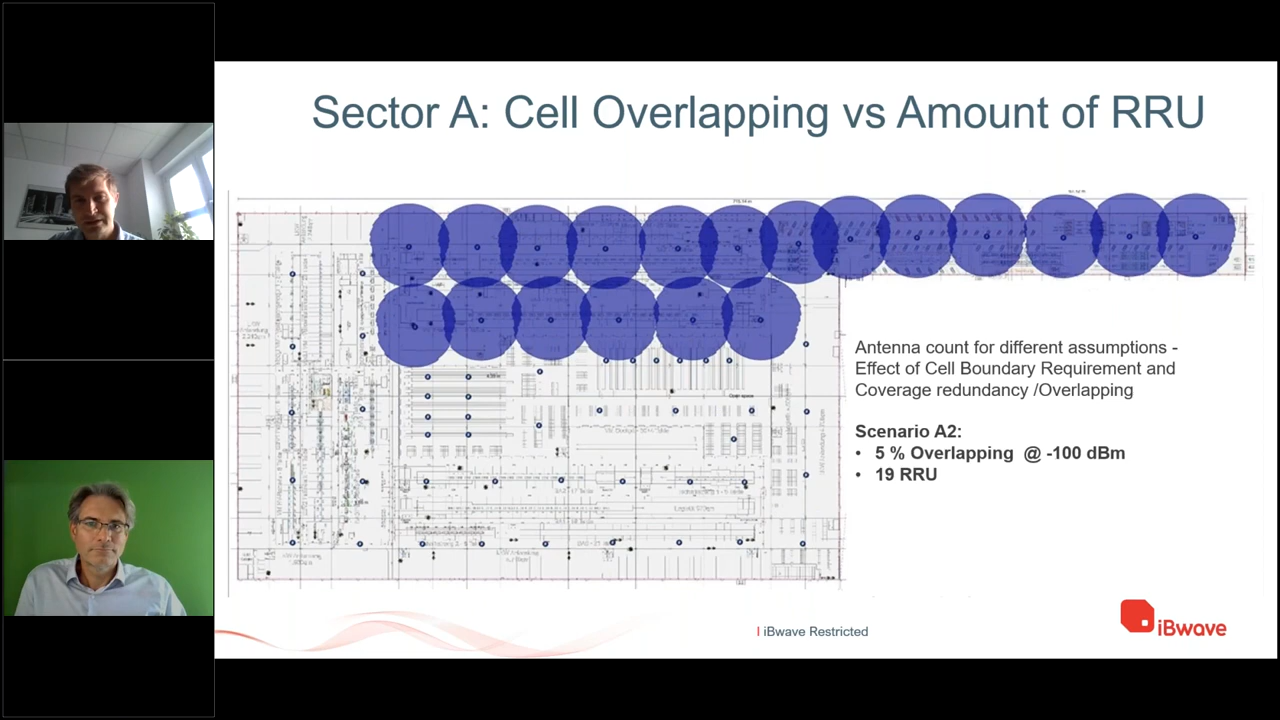 Sector A: Cell Overlapping vs Amount of RRU
Antenna count for different assumptions -
Effect of Cell Boundary Requirement and
Coverage redundancy /Overlapping
Scenario A2:
• 5 % Overlapping @ -100 dBm
• 19 RRU
| iBwave Restricted
iBwave